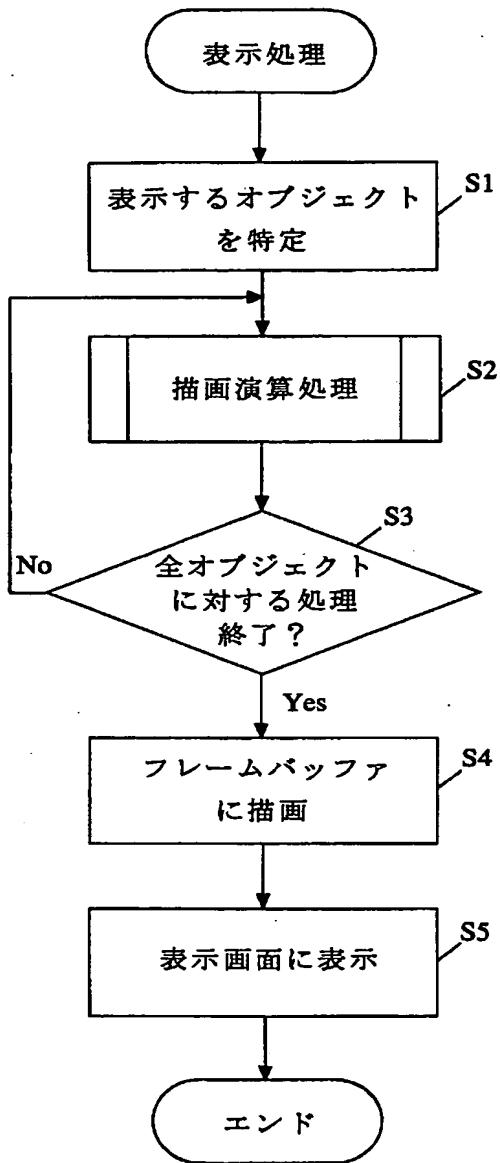 表示処理
表示するオブジェクト
を特定
S1
描画演算処理
S2
S3
全オブジェクト
に対する処理
終了？
No
Yes
フレームバッファ
に描画
S4
表示画面に表示
S5
エンド